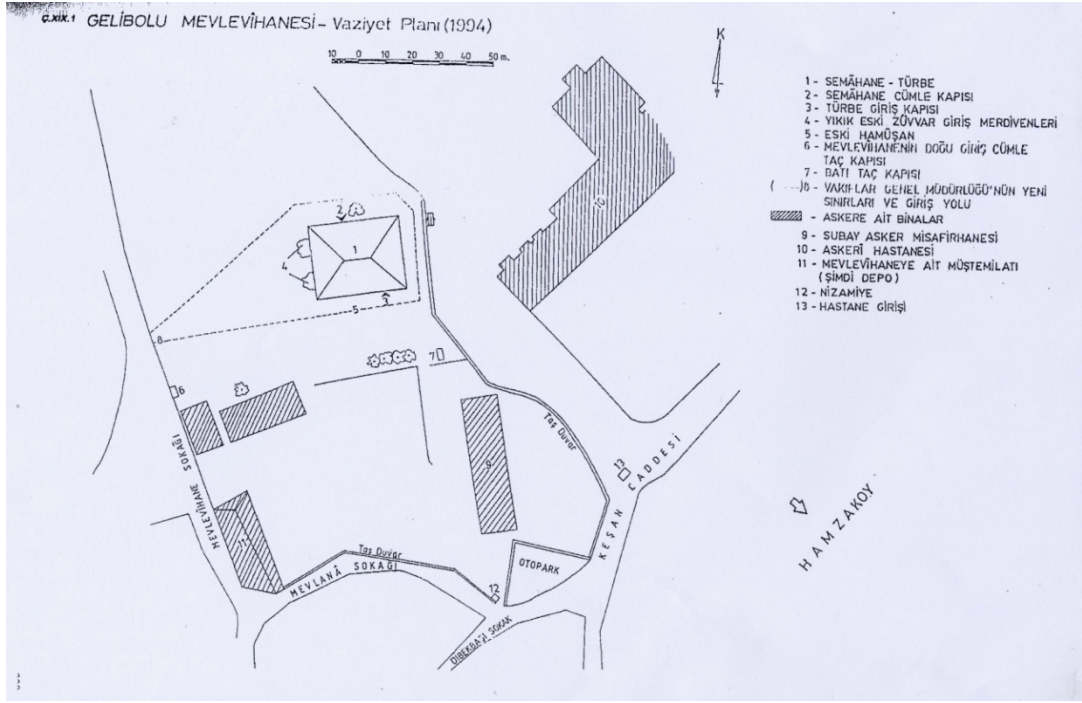 Ç.XIX.1 GELİBOLU MEVLEVİHANESİ - Vaziyet Planı (1994)
10 0 10 20 30 40 50 m.
K
1 - SEMÂHANE - TÜRBE
2 - SEMÂHANE CÜMLE KAPISI
3 - TÜRBE GİRİŞ KAPISI
4 - YIKIK ESKİ ZÜVVAR GİRİŞ MERDİVENLERİ
5 - ESKİ HAMÛŞAN
6 - MEVLEVİHANENİN DOĞU GİRİŞ CÜMLE
TAÇ KAPISI
7 - BATI TAÇ KAPISI
( ---- )8 - VAKIFLAR GENEL MÜDÜRLÜĞÜ'NÜN YENİ
SINIRLARI VE GİRİŞ YOLU
- ASKERE AİT BİNALAR
9 - SUBAY ASKER MİSAFİRHANESİ
10 - ASKERÎ HASTANESİ
11 - MEVLEVİHANEYE AİT MÜŞTEMİLATI
(ŞİMDİ DEPO)
12 - NİZAMİYE
13 - HASTANE GİRİŞİ
10
2
1
4
3
5
8
7
6
Taş Duvar
9
13
MEVLEVİHANE SOKAĞI
KEŞAN CADDESİ
HAMZAKOY
11
Taş Duvar
MEVLANÂ SOKAĞI
OTOPARK
12
DİBEKBAĞI SOKAK